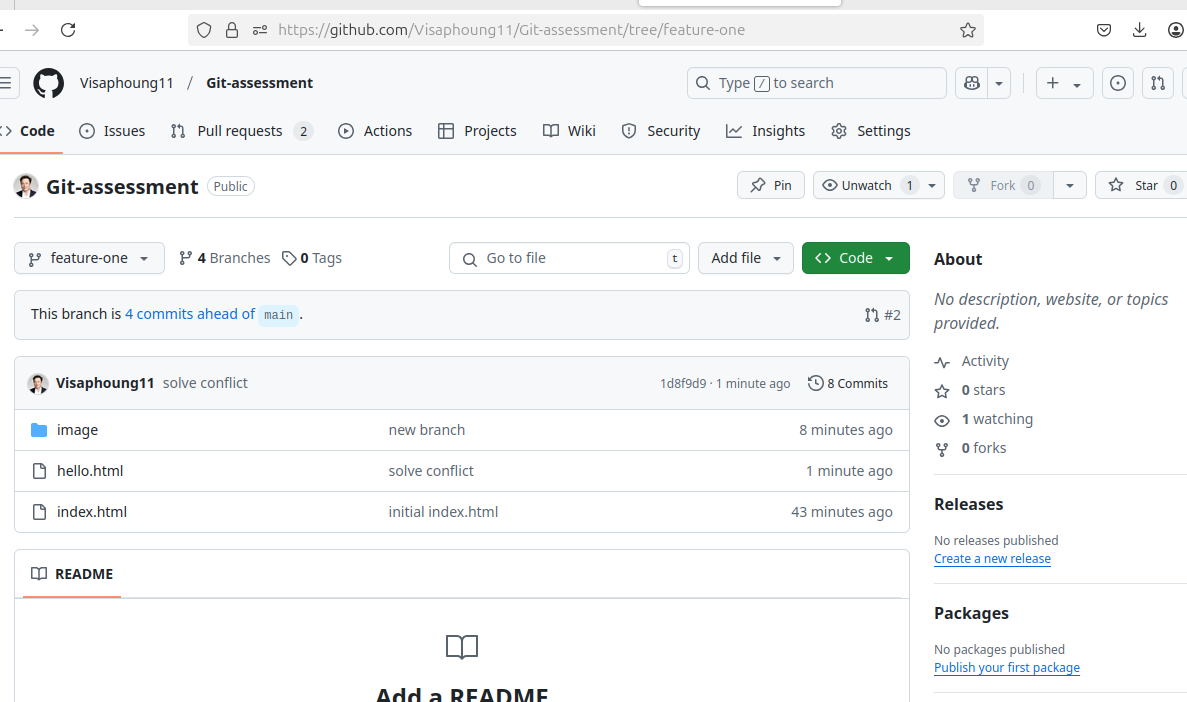 https://github.com/Visaphoung11/Git-assessment/tree/feature-one
Visaphoung11 / Git-assessment
Type / to search
Code Issues Pull requests 2 Actions Projects Wiki Security Insights Settings
Git-assessment Public
Pin Unwatch 1 Fork 0 Star 0
feature-one 4 Branches 0 Tags Go to file t Add file Code
This branch is 4 commits ahead of main .
#2
Visaphoung11 solve conflict 1d8f9d9 · 1 minute ago 8 Commits
image new branch 8 minutes ago
hello.html solve conflict 1 minute ago
index.html initial index.html 43 minutes ago
README
Add a README
About
No description, website, or topics
provided.
Activity
0 stars
1 watching
0 forks
Releases
No releases published
Create a new release
Packages
No packages published
Publish your first package